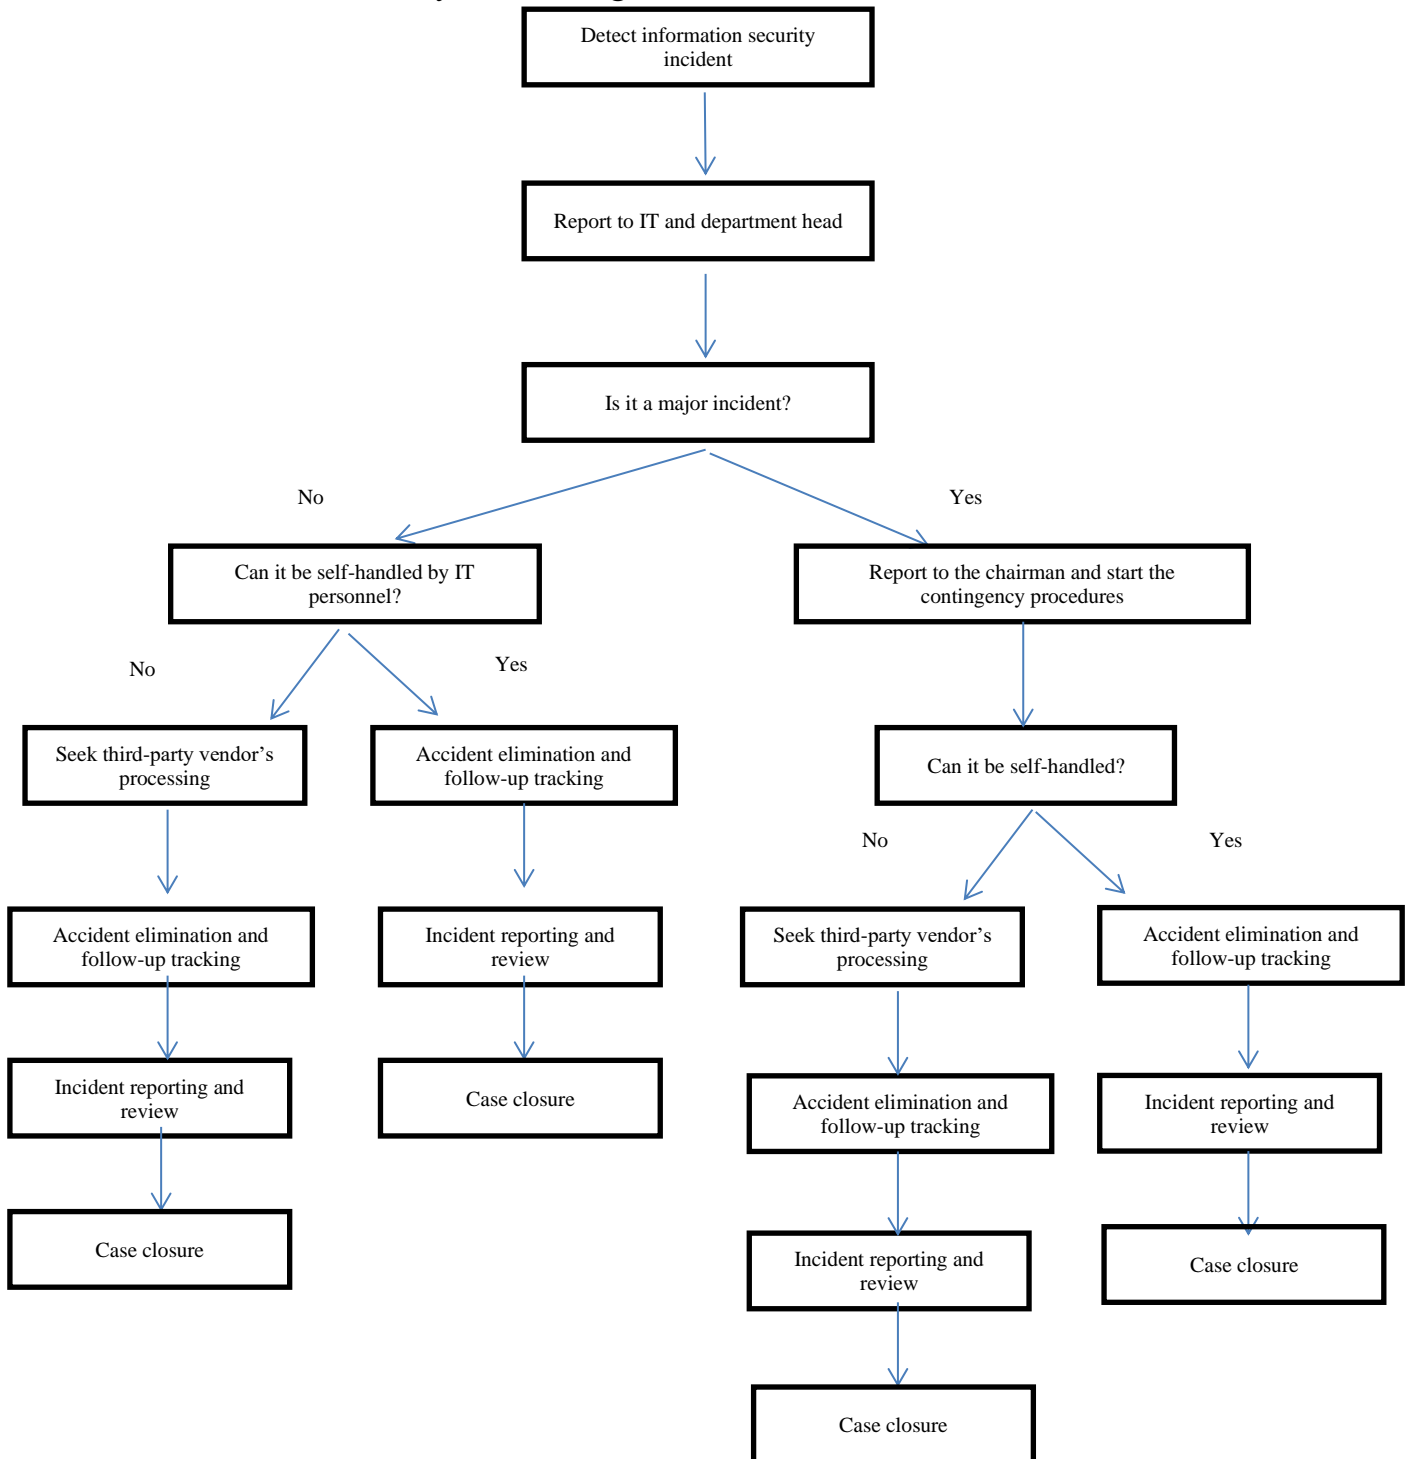 Detect information security
incident
Report to IT and department head
Is it a major incident?
No
Yes
Can it be self-handled by IT
personnel?
Report to the chairman and start the
contingency procedures
No
Yes
Seek third-party vendor’s
processing
Accident elimination and
follow-up tracking
Can it be self-handled?
No
Yes
Accident elimination and
follow-up tracking
Incident reporting and
review
Seek third-party vendor’s
processing
Accident elimination and
follow-up tracking
Incident reporting and
review
Case closure
Accident elimination and
follow-up tracking
Incident reporting and
review
Case closure
Incident reporting and
review
Case closure
Case closure